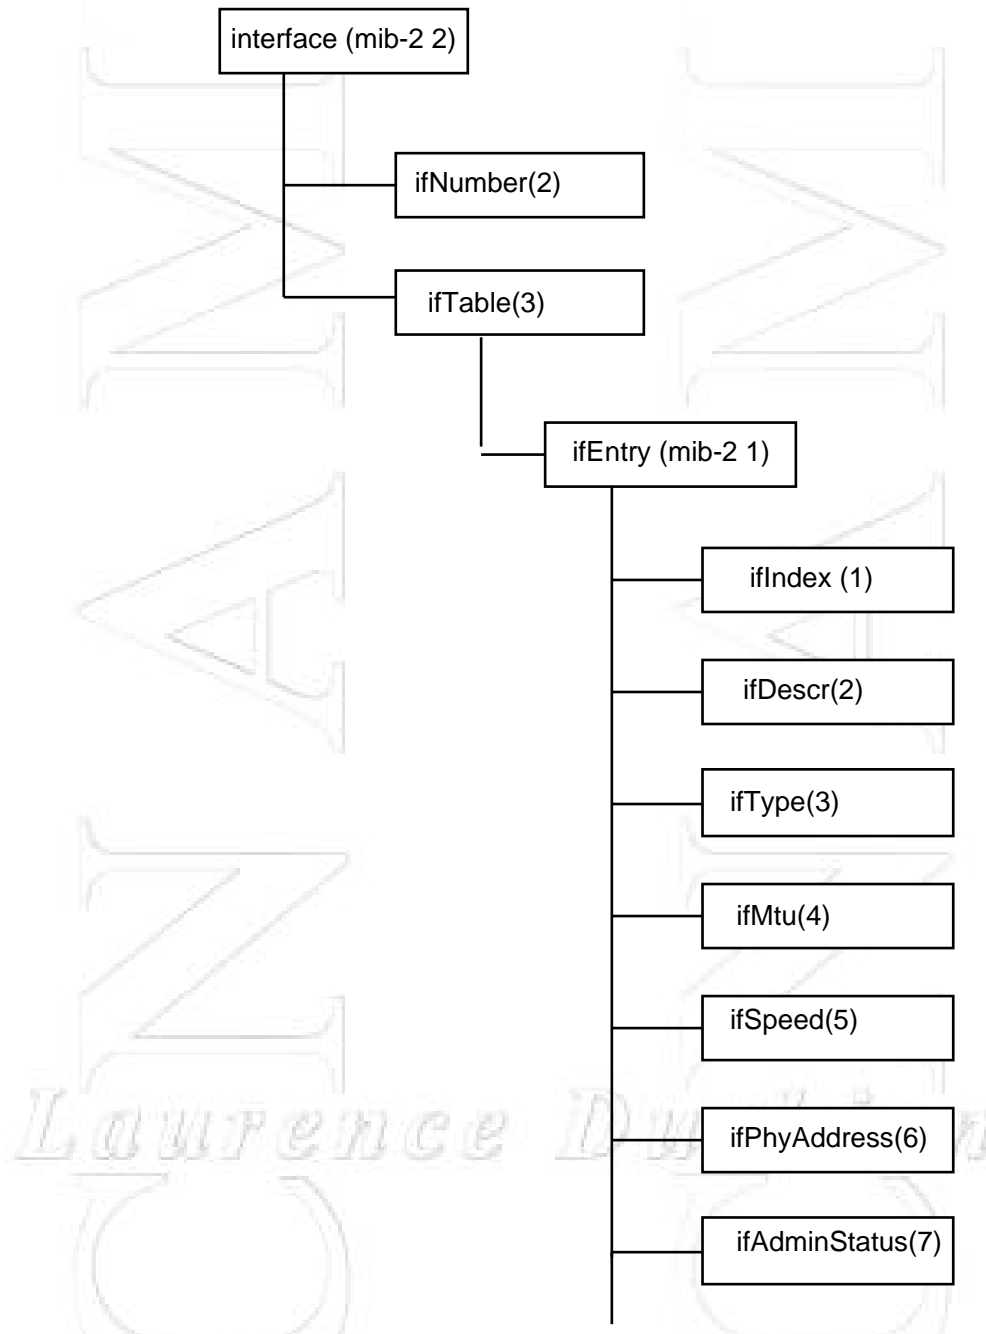 interface (mib-2 2)
ifNumber(2)
ifTable(3)
ifEntry (mib-2 1)
ifIndex (1)
ifDescr(2)
ifType(3)
ifMtu(4)
ifSpeed(5)
Laurence
ifPhyAddress(6)
ifAdminStatus(7)